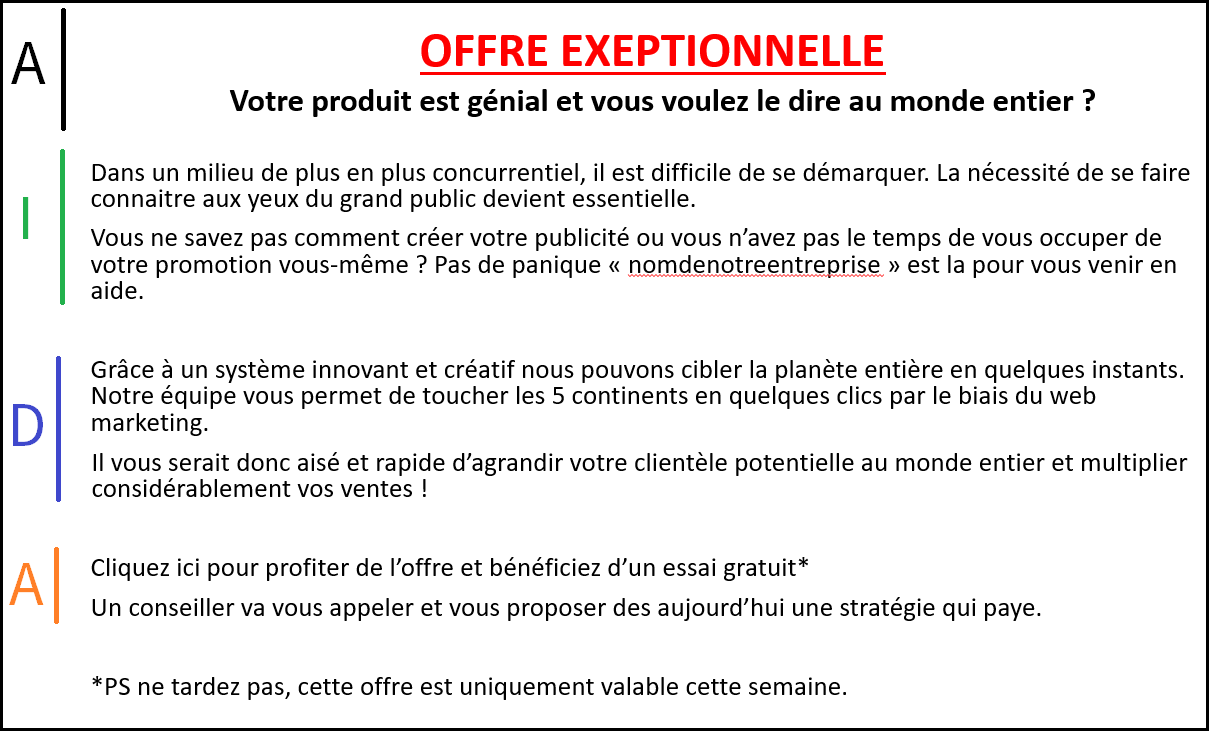 A
OFFRE EXEPTIONNELLE
Votre produit est génial et vous voulez le dire au monde entier ?
I
Dans un milieu de plus en plus concurrentiel, il est difficile de se démarquer. La nécessité de se faire
connaitre aux yeux du grand public devient essentielle.
Vous ne savez pas comment créer votre publicité ou vous n’avez pas le temps de vous occuper de
votre promotion vous-même ? Pas de panique « nomdenotreentreprise » est la pour vous venir en
aide.
D
Grâce à un système innovant et créatif nous pouvons cibler la planète entière en quelques instants.
Notre équipe vous permet de toucher les 5 continents en quelques clics par le biais du web
marketing.
Il vous serait donc aisé et rapide d’agrandir votre clientèle potentielle au monde entier et multiplier
considérablement vos ventes !
A
Cliquez ici pour profiter de l’offre et bénéficiez d’un essai gratuit*
Un conseiller va vous appeler et vous proposer des aujourd’hui une stratégie qui paye.
*PS ne tardez pas, cette offre est uniquement valable cette semaine.